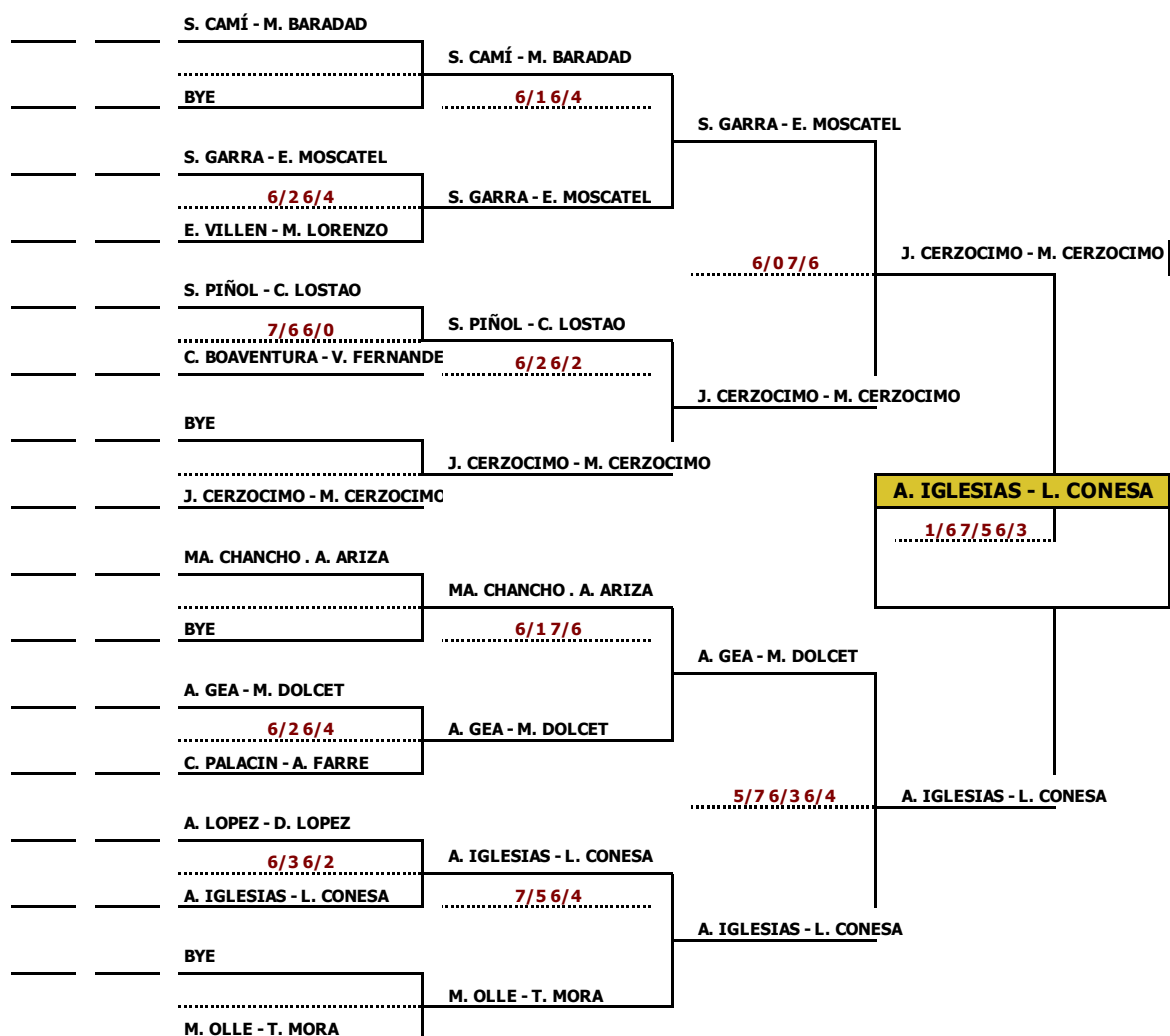 S. CAMÍ - M. BARADAD
S. CAMÍ - M. BARADAD
BYE
6/1 6/4
S. GARRA - E. MOSCATEL
S. GARRA - E. MOSCATEL
6/2 6/4
S. GARRA - E. MOSCATEL
E. VILLEN - M. LORENZO
6/0 7/6
J. CERZOCIMO - M. CERZOCIMO
S. PIÑOL - C. LOSTAO
7/6 6/0
S. PIÑOL - C. LOSTAO
C. BOAVENTURA - V. FERNANDE
6/2 6/2
J. CERZOCIMO - M. CERZOCIMO
BYE
J. CERZOCIMO - M. CERZOCIMO
J. CERZOCIMO - M. CERZOCIMO
A. IGLESIAS - L. CONESA
1/6 7/5 6/3
MA. CHANCHO . A. ARIZA
MA. CHANCHO . A. ARIZA
BYE
6/1 7/6
A. GEA - M. DOLCET
A. GEA - M. DOLCET
6/2 6/4
A. GEA - M. DOLCET
C. PALACIN - A. FARRE
5/7 6/3 6/4
A. IGLESIAS - L. CONESA
A. LOPEZ - D. LOPEZ
6/3 6/2
A. IGLESIAS - L. CONESA
A. IGLESIAS - L. CONESA
7/5 6/4
A. IGLESIAS - L. CONESA
BYE
M. OLLE - T. MORA
M. OLLE - T. MORA